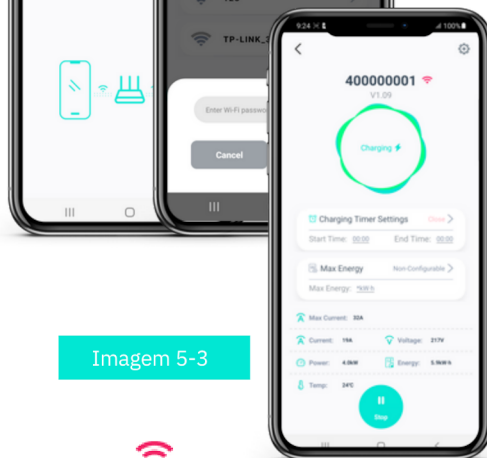 TP-LINK_
Enter Wi-Fi passwo
Cancel
9:24
100%
400000001
V1.09
Charging
Charging Timer Settings Close >
Start Time: 00:00 End Time: 00:00
Max Energy Non-Configurable >
Max Energy: *kW·h
Max Current: 32A
Current: 19A Voltage: 217V
Power: 4.0kW Energy: 5.9kW·h
Temp: 24°C
Stop
Imagem 5-3